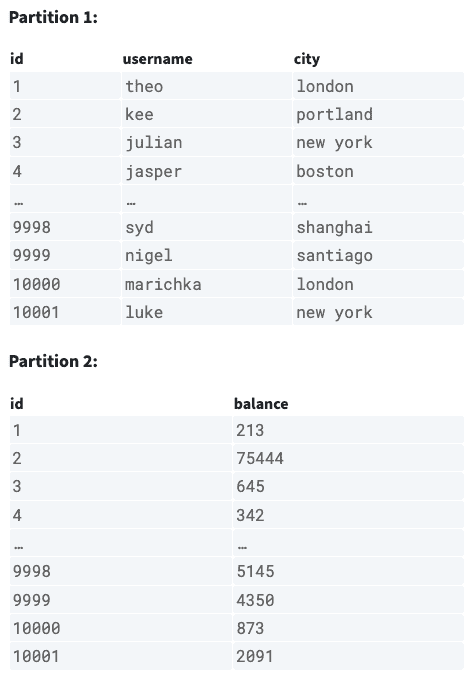 Partition 1:
id username city
1 theo london
2 kee portland
3 julian new york
4 jasper boston
… … …
9998 syd shanghai
9999 nigel santiago
10000 marichka london
10001 luke new york
Partition 2:
id balance
1 213
2 75444
3 645
4 342
… …
9998 5145
9999 4350
10000 873
10001 2091